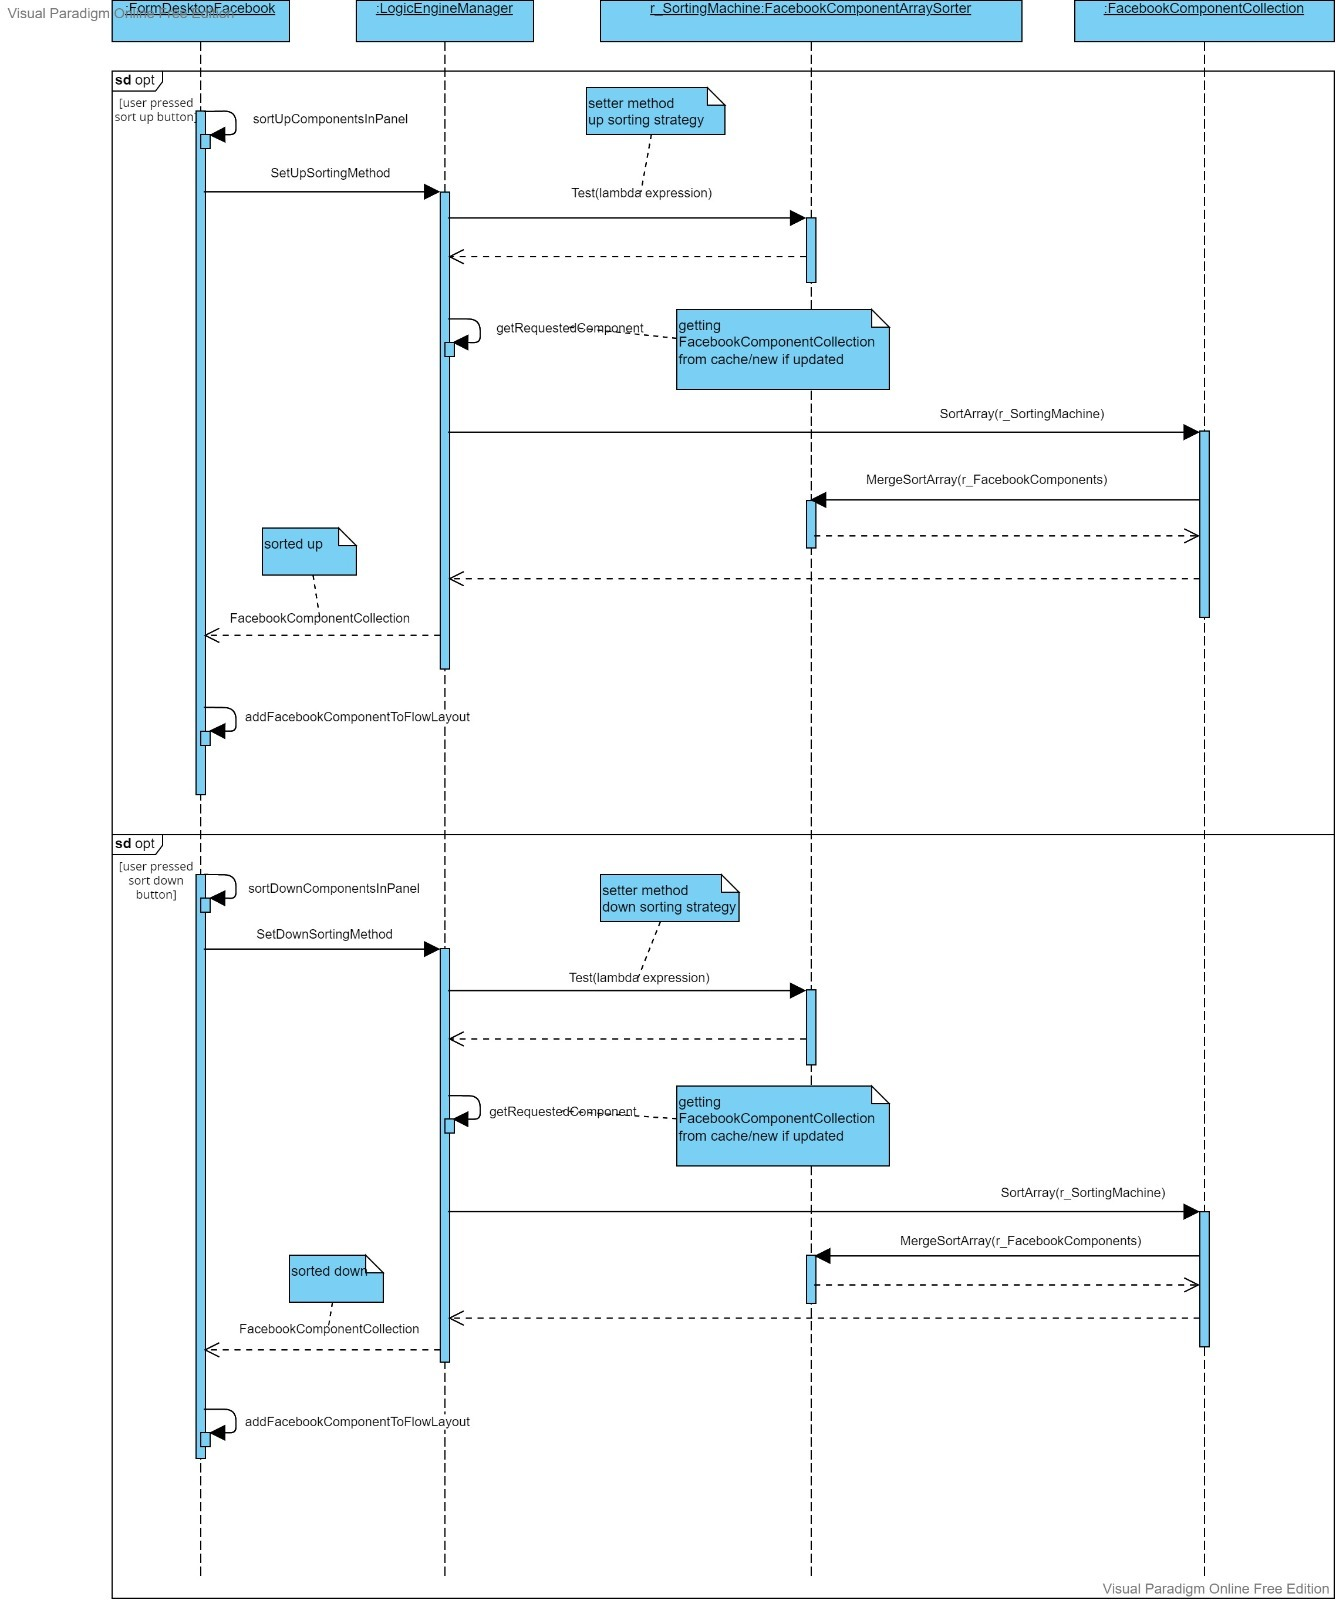 Visual Paradigm Online Free Edition
:FormDesktopFacebook
:LogicEngineManager
r_SortingMachine:FacebookComponentArraySorter
:FacebookComponentCollection
sd opt
[user pressed
sort up button]
sortUpComponentsInPanel
setter method
up sorting strategy
SetUpSortingMethod
Test(lambda expression)
getRequestedComponent
getting
FacebookComponentCollection
from cache/new if updated
SortArray(r_SortingMachine)
MergeSortArray(r_FacebookComponents)
sorted up
FacebookComponentCollection
addFacebookComponentToFlowLayout
sd opt
[user pressed
sort down
button]
sortDownComponentsInPanel
setter method
down sorting strategy
SetDownSortingMethod
Test(lambda expression)
getRequestedComponent
getting
FacebookComponentCollection
from cache/new if updated
SortArray(r_SortingMachine)
MergeSortArray(r_FacebookComponents)
sorted down
FacebookComponentCollection
addFacebookComponentToFlowLayout
Visual Paradigm Online Free Edition